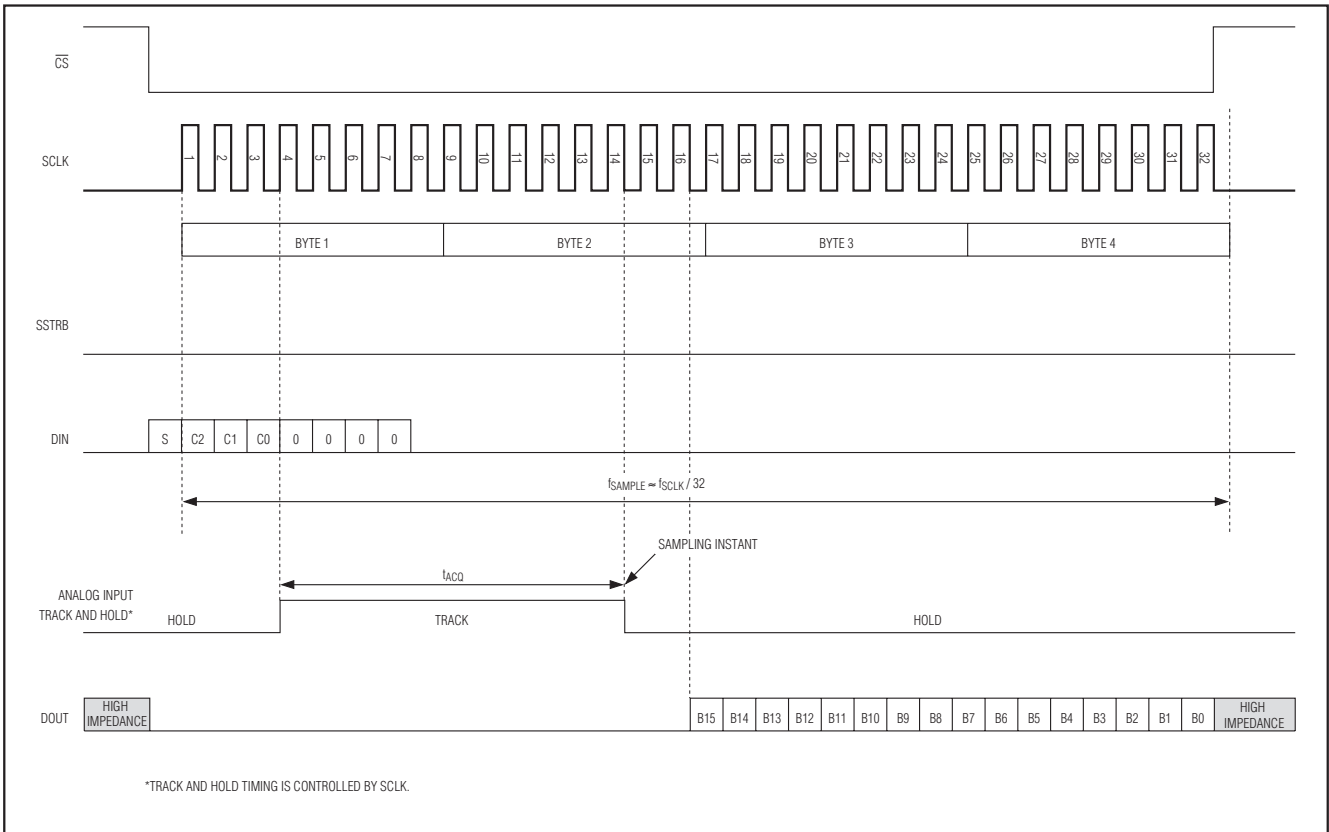 CS
SCLK
1 2 3 4 5 6 7 8 9 10 11 12 13 14 15 16 17 18 19 20 21 22 23 24 25 26 27 28 29 30 31 32
BYTE 1 BYTE 2 BYTE 3 BYTE 4
SSTRB
DIN S C2 C1 C0 0 0 0 0
fSAMPLE ≈ fSCLK / 32
SAMPLING INSTANT
tACQ
ANALOG INPUT
TRACK AND HOLD*
HOLD TRACK HOLD
DOUT HIGH IMPEDANCE B15 B14 B13 B12 B11 B10 B9 B8 B7 B6 B5 B4 B3 B2 B1 B0 HIGH IMPEDANCE
*TRACK AND HOLD TIMING IS CONTROLLED BY SCLK.